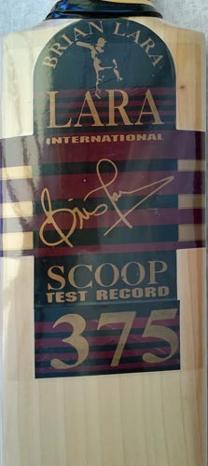 BRIAN LARA
LARA
INTERNATIONAL
SCOOP
TEST RECORD
375